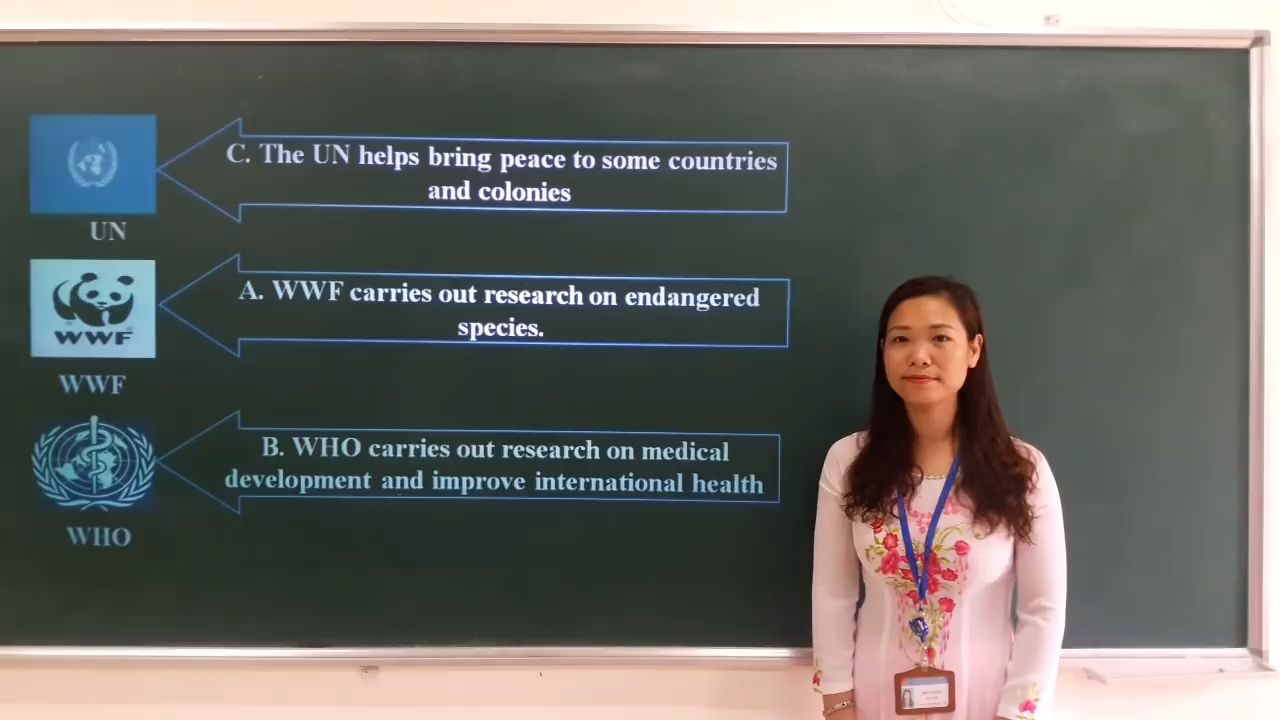 C. The UN helps bring peace to some countries
and colonies
UN
A. WWF carries out research on endangered
species.
WWF
WWF
B. WHO carries out research on medical
development and improve international health
WHO